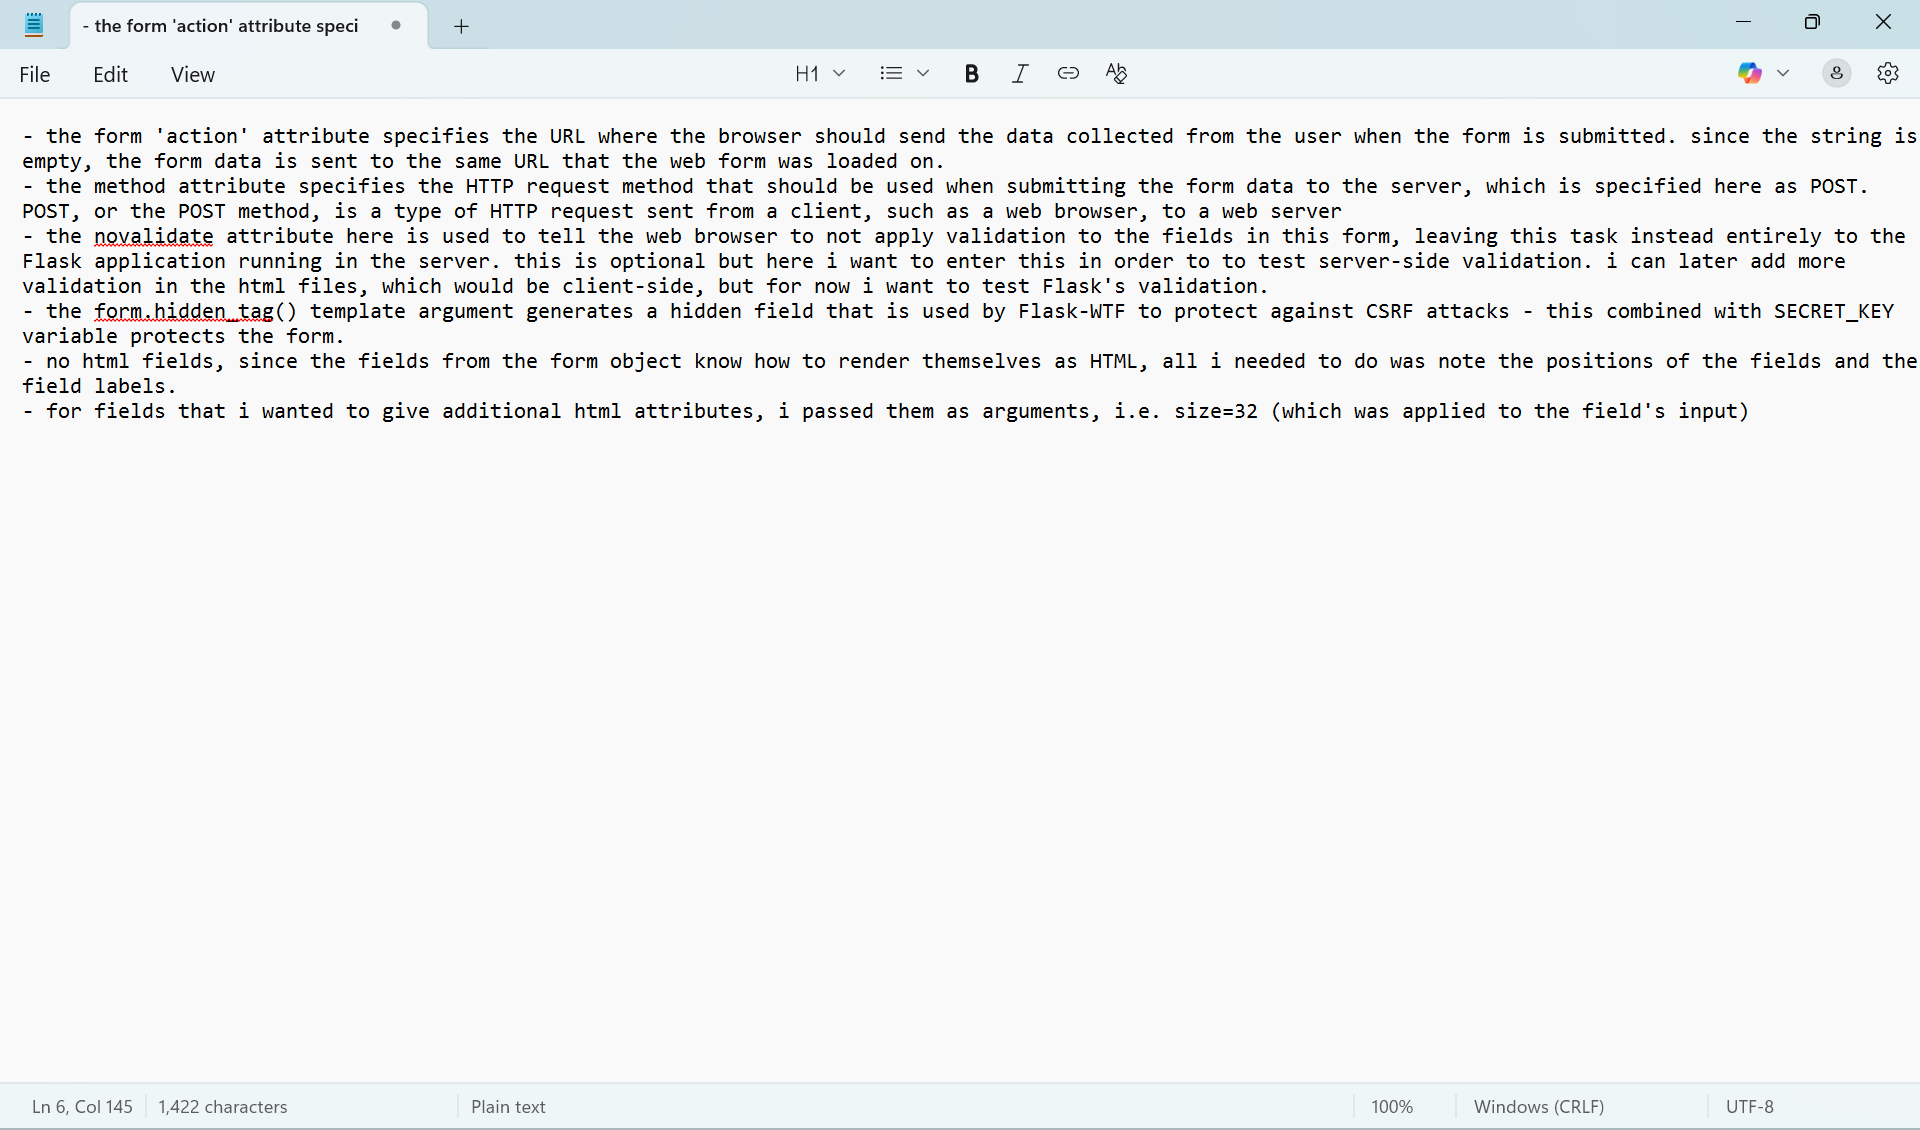 - the form 'action' attribute speci
File Edit View H1
- the form 'action' attribute specifies the URL where the browser should send the data collected from the user when the form is submitted. since the string is
empty, the form data is sent to the same URL that the web form was loaded on.
- the method attribute specifies the HTTP request method that should be used when submitting the form data to the server, which is specified here as POST.
POST, or the POST method, is a type of HTTP request sent from a client, such as a web browser, to a web server
- the novalidate attribute here is used to tell the web browser to not apply validation to the fields in this form, leaving this task instead entirely to the
Flask application running in the server. this is optional but here i want to enter this in order to to test server-side validation. i can later add more
validation in the html files, which would be client-side, but for now i want to test Flask's validation.
- the form.hidden_tag() template argument generates a hidden field that is used by Flask-WTF to protect against CSRF attacks - this combined with SECRET_KEY
variable protects the form.
- no html fields, since the fields from the form object know how to render themselves as HTML, all i needed to do was note the positions of the fields and the
field labels.
- for fields that i wanted to give additional html attributes, i passed them as arguments, i.e. size=32 (which was applied to the field's input)
Ln 6, Col 145 1,422 characters Plain text 100% Windows (CRLF) UTF-8